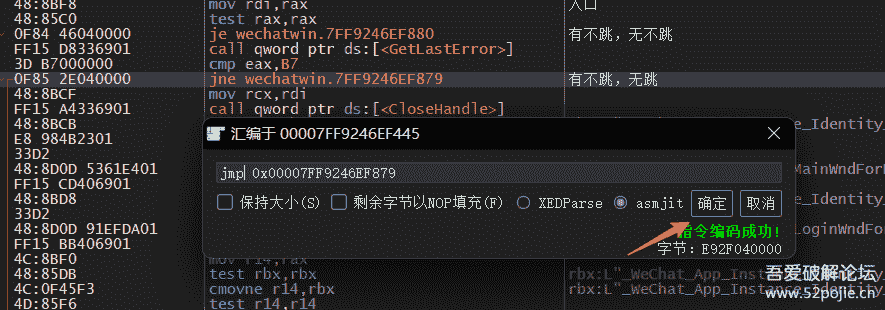 48:8BF8 mov rdi,rax 入口
48:85C0 test rax,rax
0F84 46040000 je wechatwin.7FF9246EF880 有不跳，无不跳
FF15 D8336901 call qword ptr ds:[<GetLastError>]
3D B7000000 cmp eax,B7
0F85 2E040000 jne wechatwin.7FF9246EF879 有不跳，无跳
48:8BCF mov rcx,rdi
FF15 A4336901 call qword ptr ds:[<CloseHandle>]
48:8BCB
E8 984B2301
33D2
48:8D0D 5361E401
FF15 CD406901
48:8BD8
33D2
48:8D0D 91EFDA01
FF15 BB406901
4C:8BF0 mov r14,rax
48:85DB test rbx,rbx rbx:L"_WeChat_App_Instance_Identity_
4C:0F45F3 cmovne r14,rbx rbx:L"_WeChat_App_Instance_Identity_
4D:85F6 test r14,r14
汇编于 00007FF9246EF445
jmp 0x00007FF9246EF879
保持大小(S) 剩余字节以NOP填充(F) XEDParse asmjit 确定 取消
指令编码成功！
字节：E92F040000
e_Identity_
MainWndForP
e_Identity_
LoginWndFor
吾爱破解论坛
www.52pojie.cn